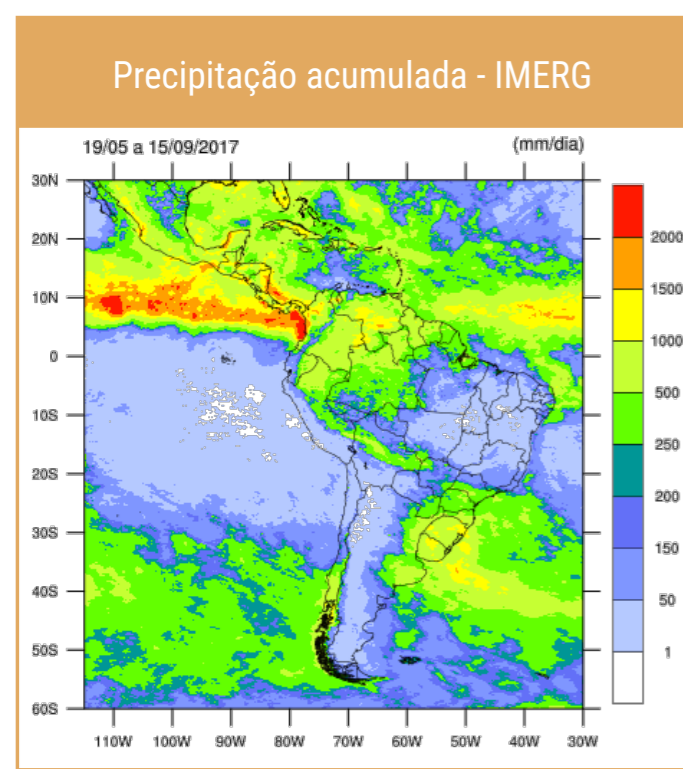 Precipitação acumulada - IMERG
19/05 a 15/09/2017 (mm/dia)
30N
20N
10N
0
10S
20S
30S
40S
50S
60S
110W 100W 90W 80W 70W 60W 50W 40W 30W
2000
1500
1000
500
250
200
150
50
1